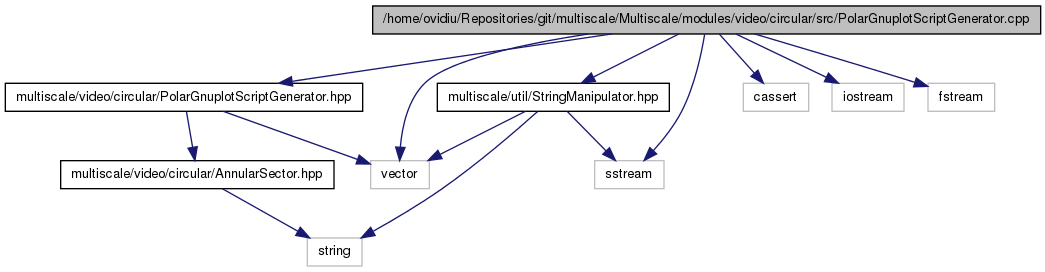 /home/ovidiu/Repositories/git/multiscale/Multiscale/modules/video/circular/src/PolarGnuplotScriptGenerator.cpp
multiscale/video/circular/PolarGnuplotScriptGenerator.hpp
multiscale/util/StringManipulator.hpp
cassert
iostream
fstream
multiscale/video/circular/AnnularSector.hpp
vector
sstream
string